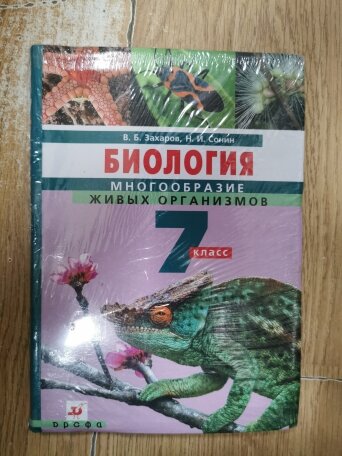 В. Б. Захаров, Н. И. Сонин
БИОЛОГИЯ
МНОГООБРАЗИЕ
ЖИВЫХ ОРГАНИЗМОВ
7
класс
дрофа